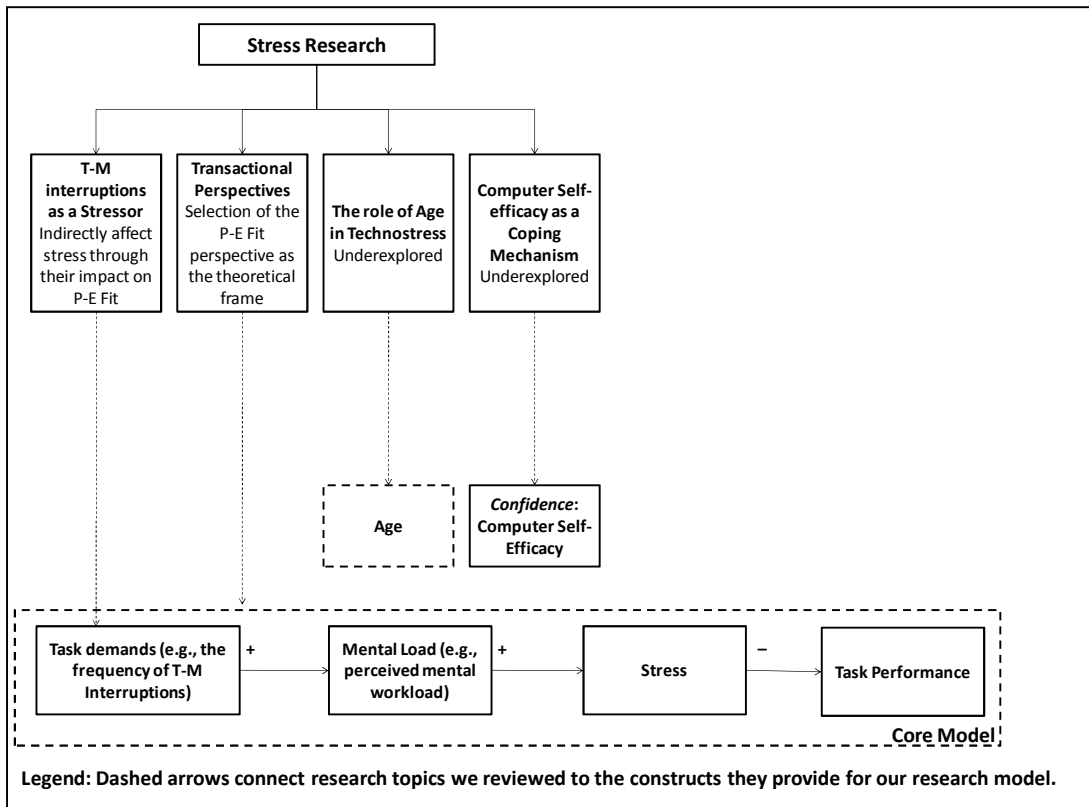 Stress Research
T-M
interruptions
as a Stressor
Indirectly affect
stress through
their impact on
P-E Fit
Transactional
Perspectives
Selection of the
P-E Fit
perspective as
the theoretical
frame
The role of Age
in Technostress
Underexplored
Computer Self-
efficacy as a
Coping
Mechanism
Underexplored
Age
Confidence:
Computer Self-
Efficacy
Task demands (e.g., the
frequency of T-M
Interruptions)
+
Mental Load (e.g.,
perceived mental
workload)
+
Stress
–
Task Performance
Core Model
Legend: Dashed arrows connect research topics we reviewed to the constructs they provide for our research model.